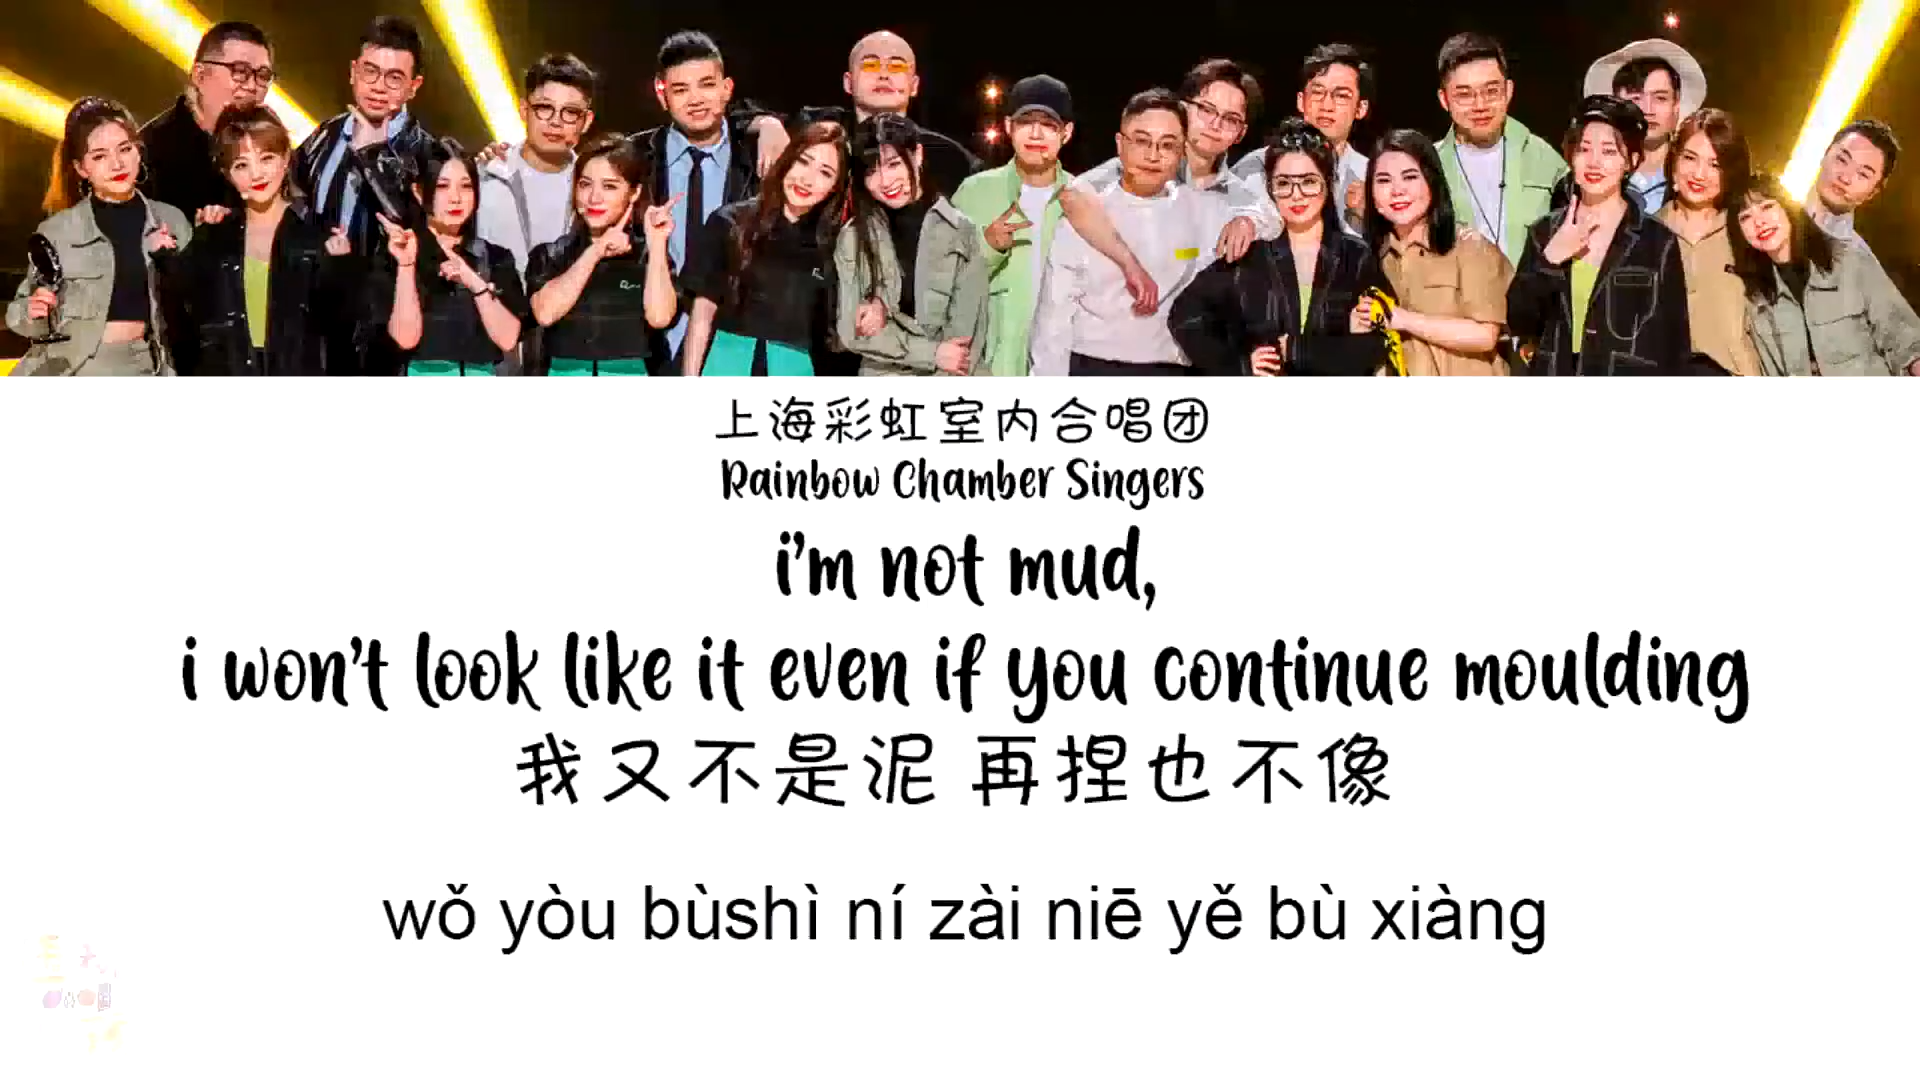 上海彩虹室内合唱团
Rainbow Chamber Singers
i'm not mud,
i won't look like it even if you continue moulding
我又不是泥 再捏也不像
wǒ yòu bùshì ní zài niē yě bù xiàng